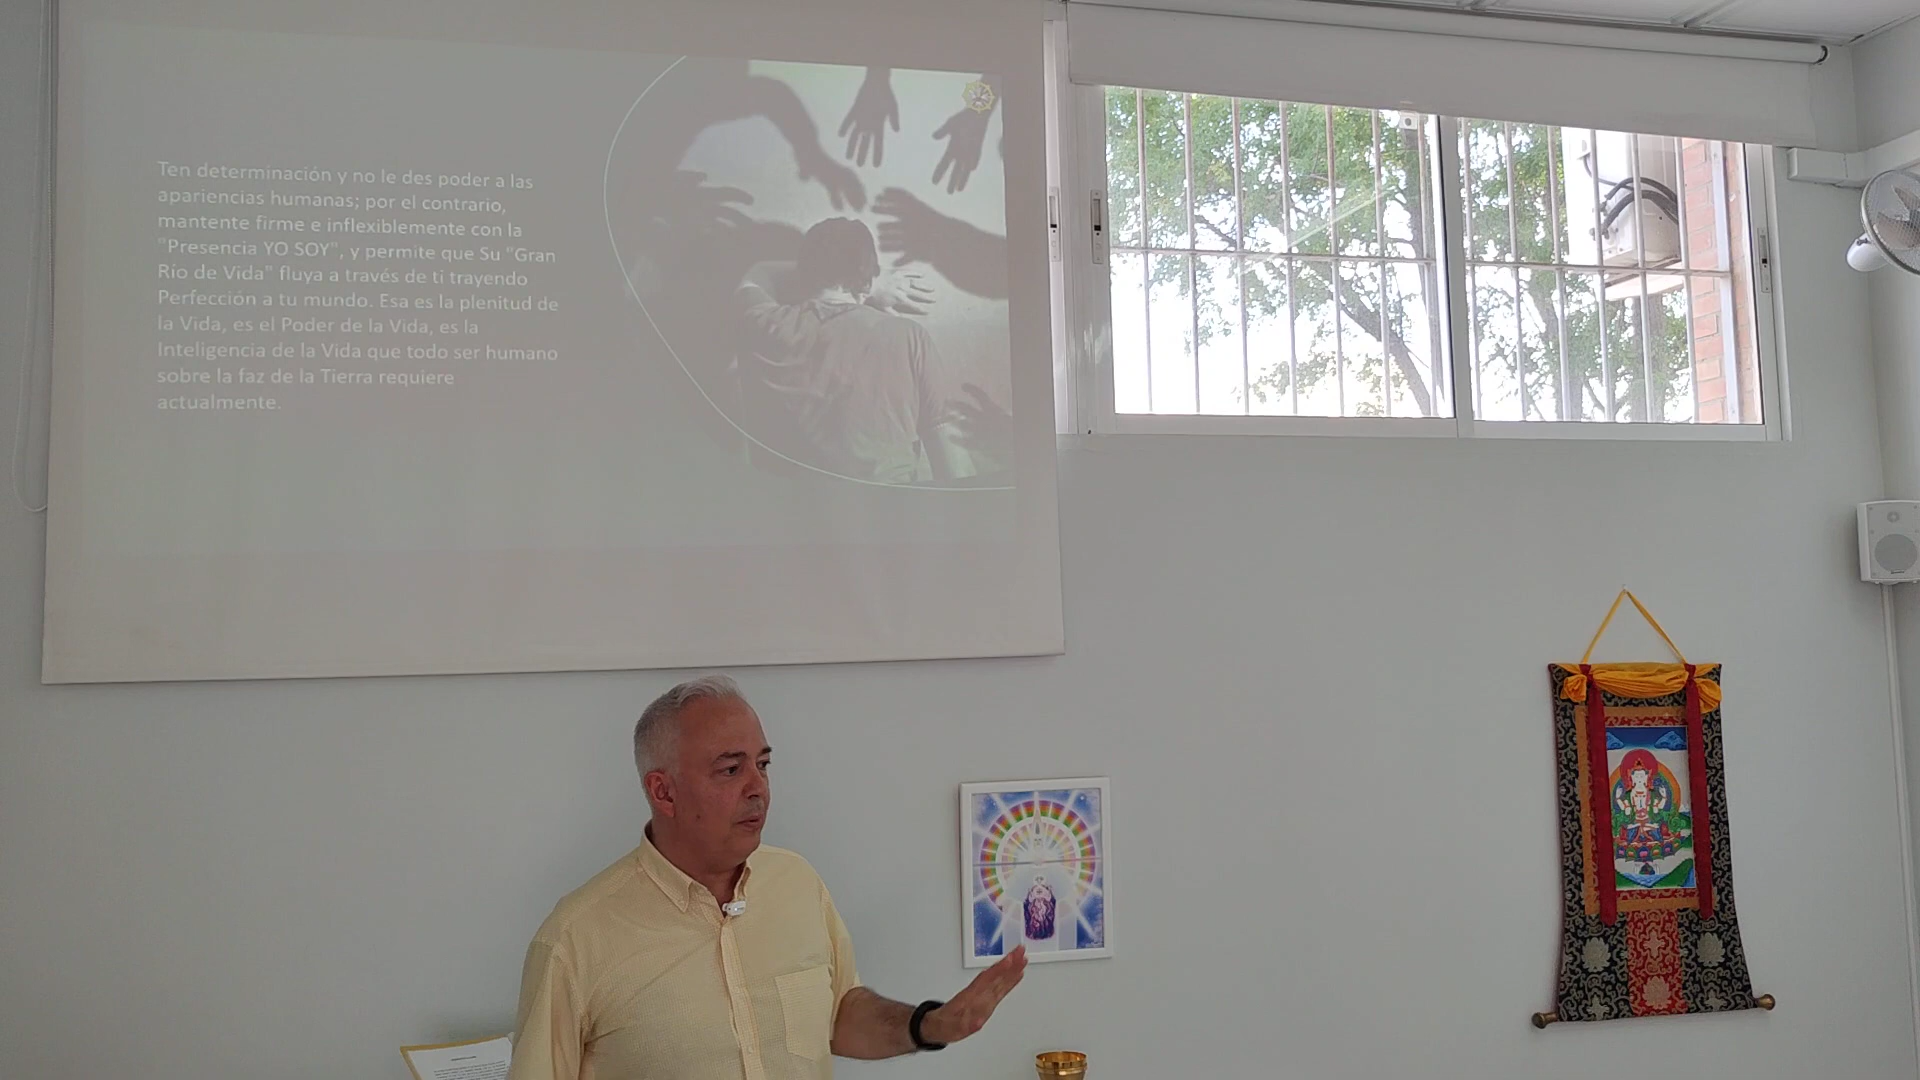 Ten determinación y no le des poder a las
apariencias humanas; por el contrario,
mantente firme e inflexiblemente con la
"Presencia YO SOY", y permite que Su "Gran
Río de Vida" fluya a través de ti trayendo
Perfección a tu mundo. Esa es la plenitud de
la Vida, es el Poder de la Vida, es la
Inteligencia de la Vida que todo ser humano
sobre la faz de la Tierra requiere
actualmente.